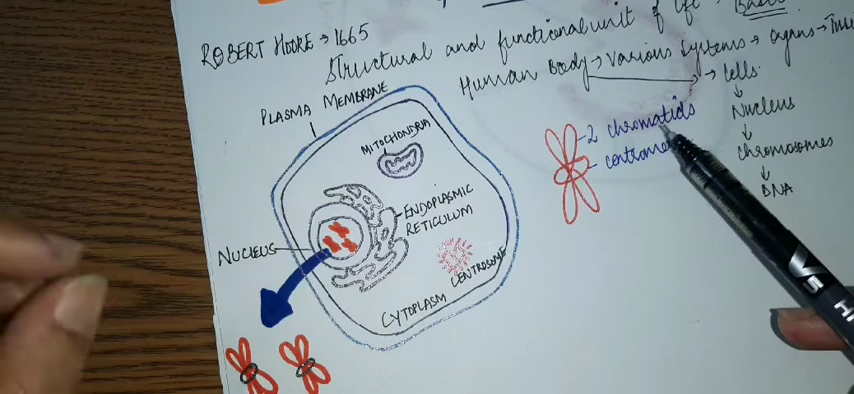 ROBERT HOOKE → 1665
Structural and functional unit of life →
Human Body → Various Systems → Organs →
→ Cells.
↓
Nucleus
↓
Chromosomes
↓
DNA
PLASMA MEMBRANE
MITOCHONDRIA
ENDOPLASMIC
RETICULUM
NUCLEUS
CENTROSOME
CYTOPLASM
2 chromatids
VS